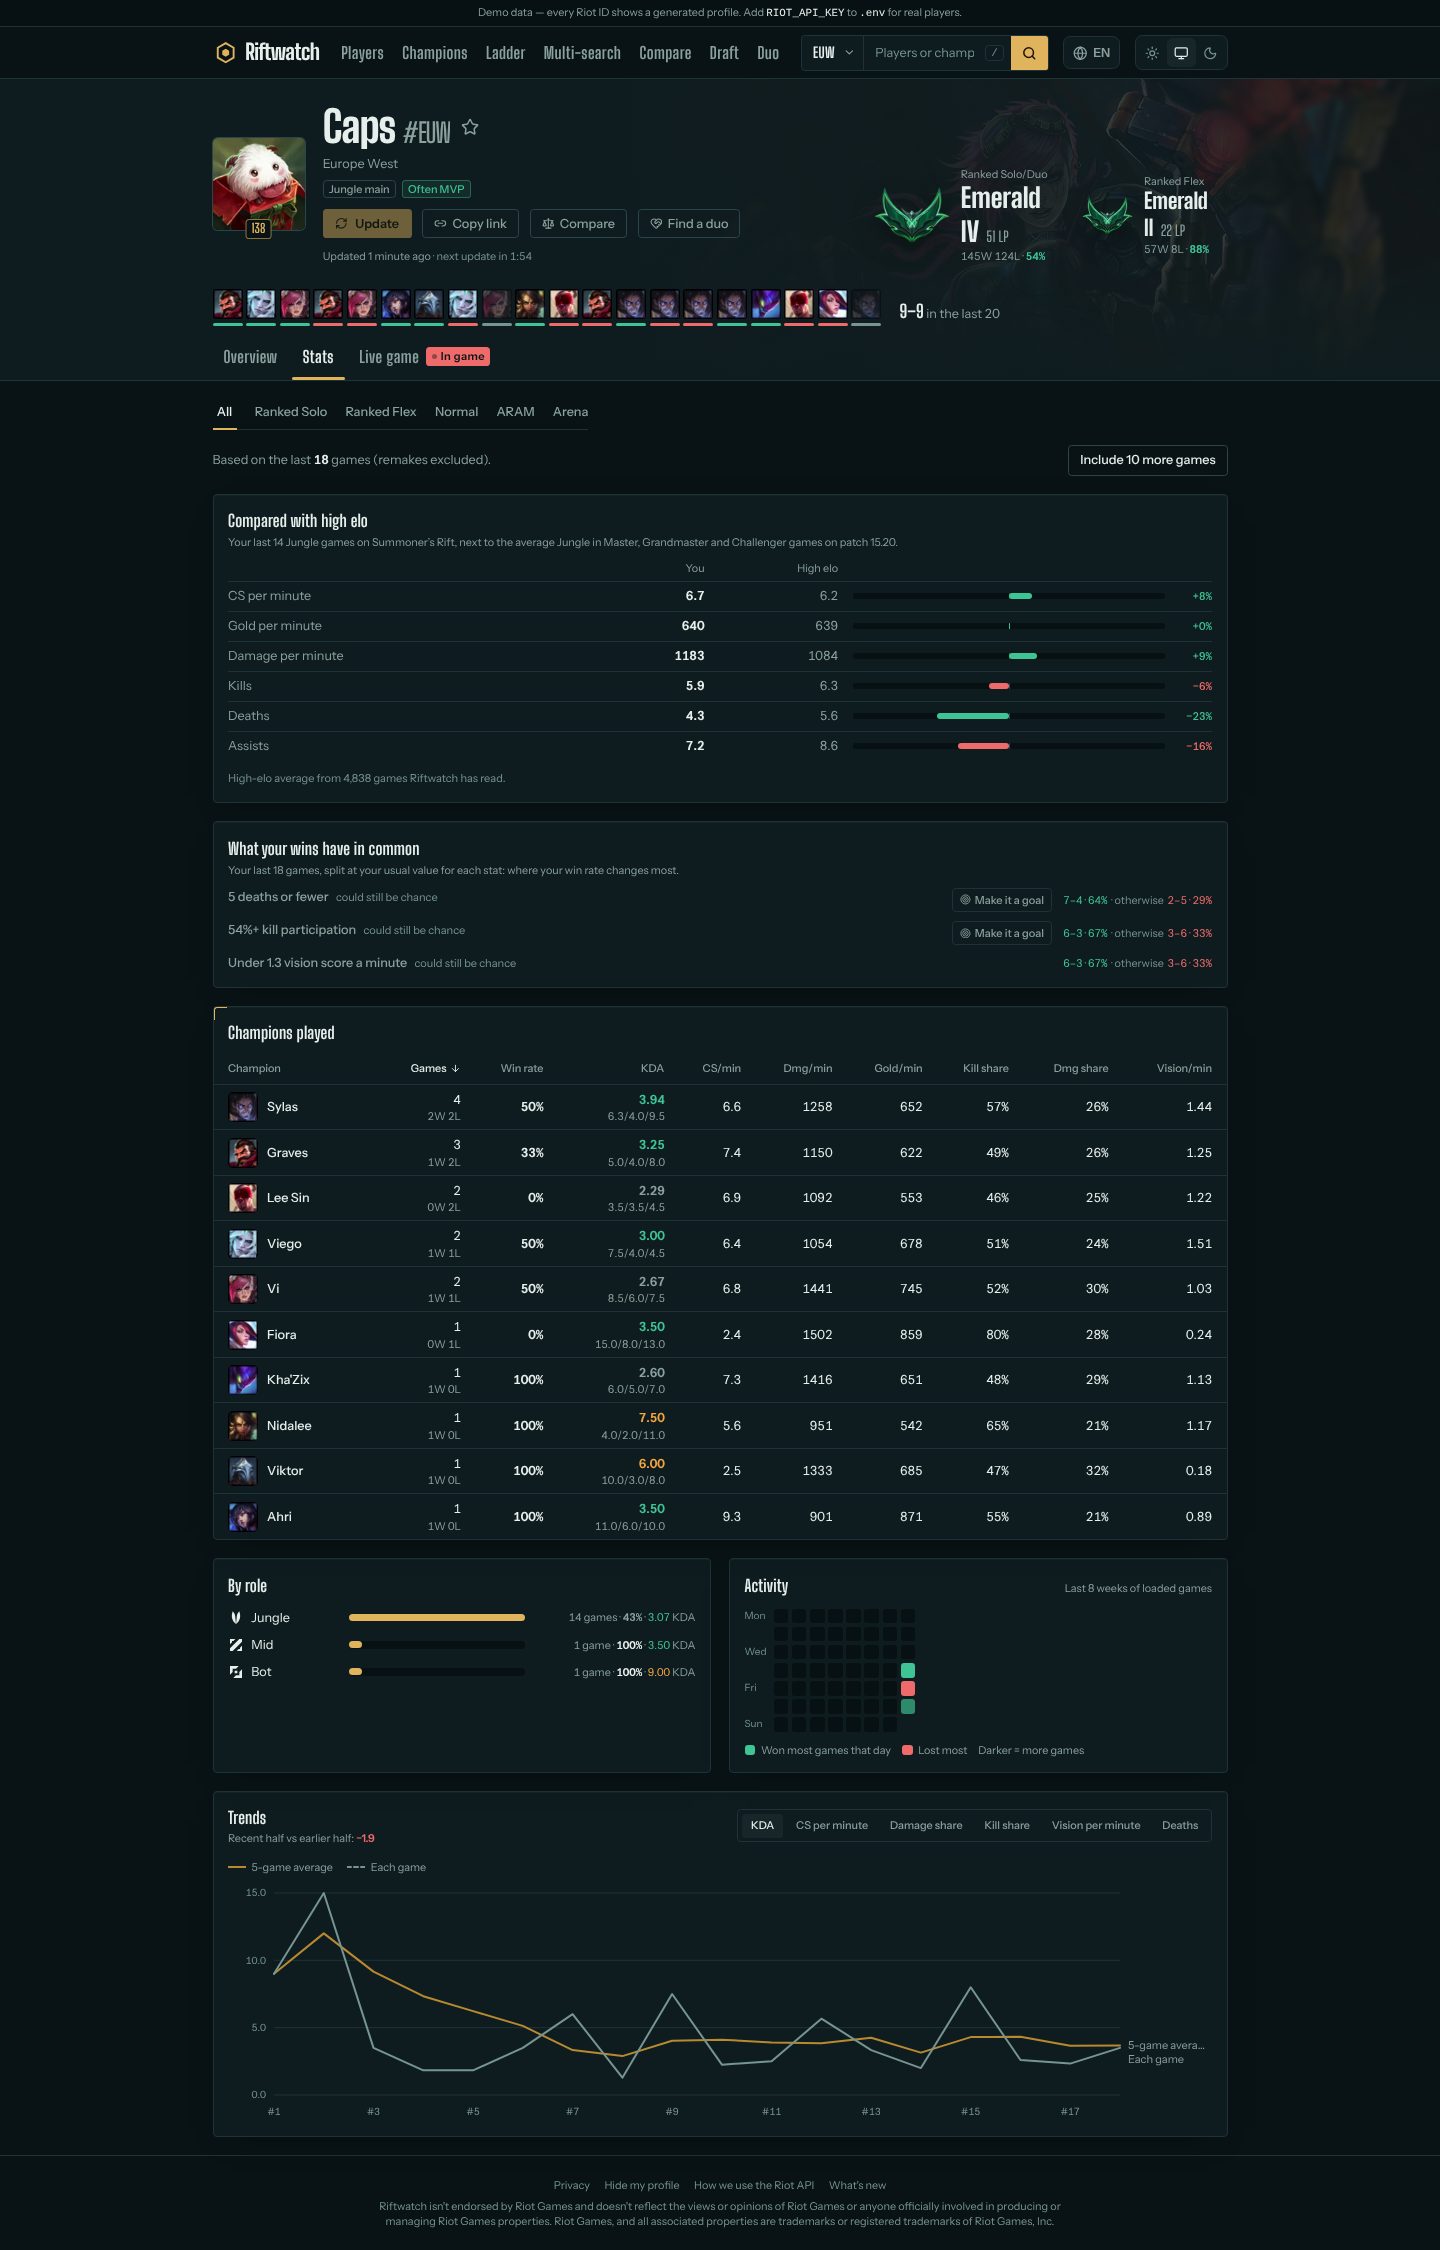 Demo data — every Riot ID shows a generated profile. Add RIOT_API_KEY to .env for real players.
Riftwatch Players Champions Ladder Multi-search Compare Draft Duo EUW Players or champ / EN
Caps #EUW
Europe West
Jungle main Often MVP
Update Copy link Compare Find a duo
Updated 1 minute ago · next update in 1:54
138
Ranked Solo/Duo
Emerald
IV 51 LP
145W 124L · 54%
Ranked Flex
Emerald
II 22 LP
57W 8L · 88%
9–9 in the last 20
Overview Stats Live game In game
All Ranked Solo Ranked Flex Normal ARAM Arena
Based on the last 18 games (remakes excluded).
Include 10 more games
Compared with high elo
Your last 14 Jungle games on Summoner's Rift, next to the average Jungle in Master, Grandmaster and Challenger games on patch 15.20.
You High elo
CS per minute 6.7 6.2 +8%
Gold per minute 640 639 +0%
Damage per minute 1183 1084 +9%
Kills 5.9 6.3 −6%
Deaths 4.3 5.6 −23%
Assists 7.2 8.6 −16%
High-elo average from 4,838 games Riftwatch has read.
What your wins have in common
Your last 18 games, split at your usual value for each stat: where your win rate changes most.
5 deaths or fewer could still be chance Make it a goal 7–4 · 64% · otherwise 2–5 · 29%
54%+ kill participation could still be chance Make it a goal 6–3 · 67% · otherwise 3–6 · 33%
Under 1.3 vision score a minute could still be chance 6–3 · 67% · otherwise 3–6 · 33%
Champions played
Champion Games ↓ Win rate KDA CS/min Dmg/min Gold/min Kill share Dmg share Vision/min
Sylas 4 50% 3.94 6.6 1258 652 57% 26% 1.44
2W 2L 6.3/4.0/9.5
Graves 3 33% 3.25 7.4 1150 622 49% 26% 1.25
1W 2L 5.0/4.0/8.0
Lee Sin 2 0% 2.29 6.9 1092 553 46% 25% 1.22
0W 2L 3.5/3.5/4.5
Viego 2 50% 3.00 6.4 1054 678 51% 24% 1.51
1W 1L 7.5/4.0/4.5
Vi 2 50% 2.67 6.8 1441 745 52% 30% 1.03
1W 1L 8.5/6.0/7.5
Fiora 1 0% 3.50 2.4 1502 859 80% 28% 0.24
0W 1L 15.0/8.0/13.0
Kha'Zix 1 100% 2.60 7.3 1416 651 48% 29% 1.13
1W 0L 6.0/5.0/7.0
Nidalee 1 100% 7.50 5.6 951 542 65% 21% 1.17
1W 0L 4.0/2.0/11.0
Viktor 1 100% 6.00 2.5 1333 685 47% 32% 0.18
1W 0L 10.0/3.0/8.0
Ahri 1 100% 3.50 9.3 901 871 55% 21% 0.89
1W 0L 11.0/6.0/10.0
By role
Jungle 14 games · 43% · 3.07 KDA
Mid 1 game · 100% · 3.50 KDA
Bot 1 game · 100% · 9.00 KDA
Activity Last 8 weeks of loaded games
Mon
Wed
Fri
Sun
Won most games that day Lost most Darker = more games
Trends
Recent half vs earlier half: −1.9
KDA CS per minute Damage share Kill share Vision per minute Deaths
5-game average Each game
15.0
10.0
5.0
0.0
5-game avera...
Each game
#1 #3 #5 #7 #9 #11 #13 #15 #17
Privacy Hide my profile How we use the Riot API What's new
Riftwatch isn't endorsed by Riot Games and doesn't reflect the views or opinions of Riot Games or anyone officially involved in producing or
managing Riot Games properties. Riot Games, and all associated properties are trademarks or registered trademarks of Riot Games, Inc.